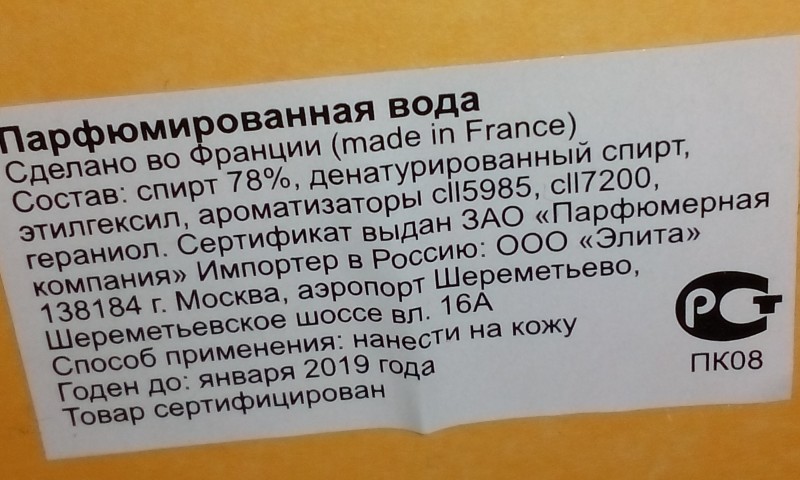 Парфюмированная вода
Сделано во Франции (made in France)
Состав: спирт 78%, денатурированный спирт,
этилгексил, ароматизаторы cll5985, cll7200,
гераниол. Сертификат выдан ЗАО «Парфюмерная
компания» Импортер в Россию: ООО «Элита»
138184 г. Москва, аэропорт Шереметьево,
Шереметьевское шоссе вл. 16А
Способ применения: нанести на кожу
Годен до: января 2019 года
Товар сертифицирован
РСТ
ПК08